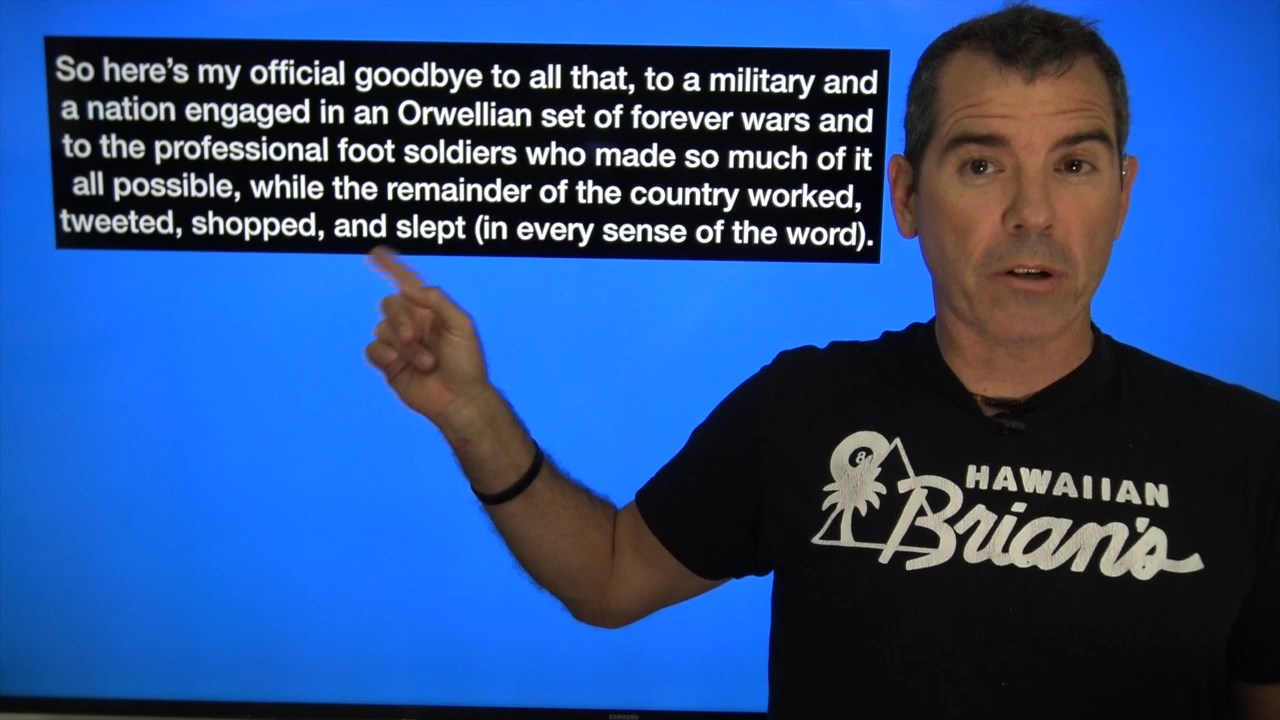 So here's my official goodbye to all that, to a military and
a nation engaged in an Orwellian set of forever wars and
to the professional foot soldiers who made so much of it
all possible, while the remainder of the country worked,
tweeted, shopped, and slept (in every sense of the word).
8
HAWAIIAN
Brian's
SAMSUNG